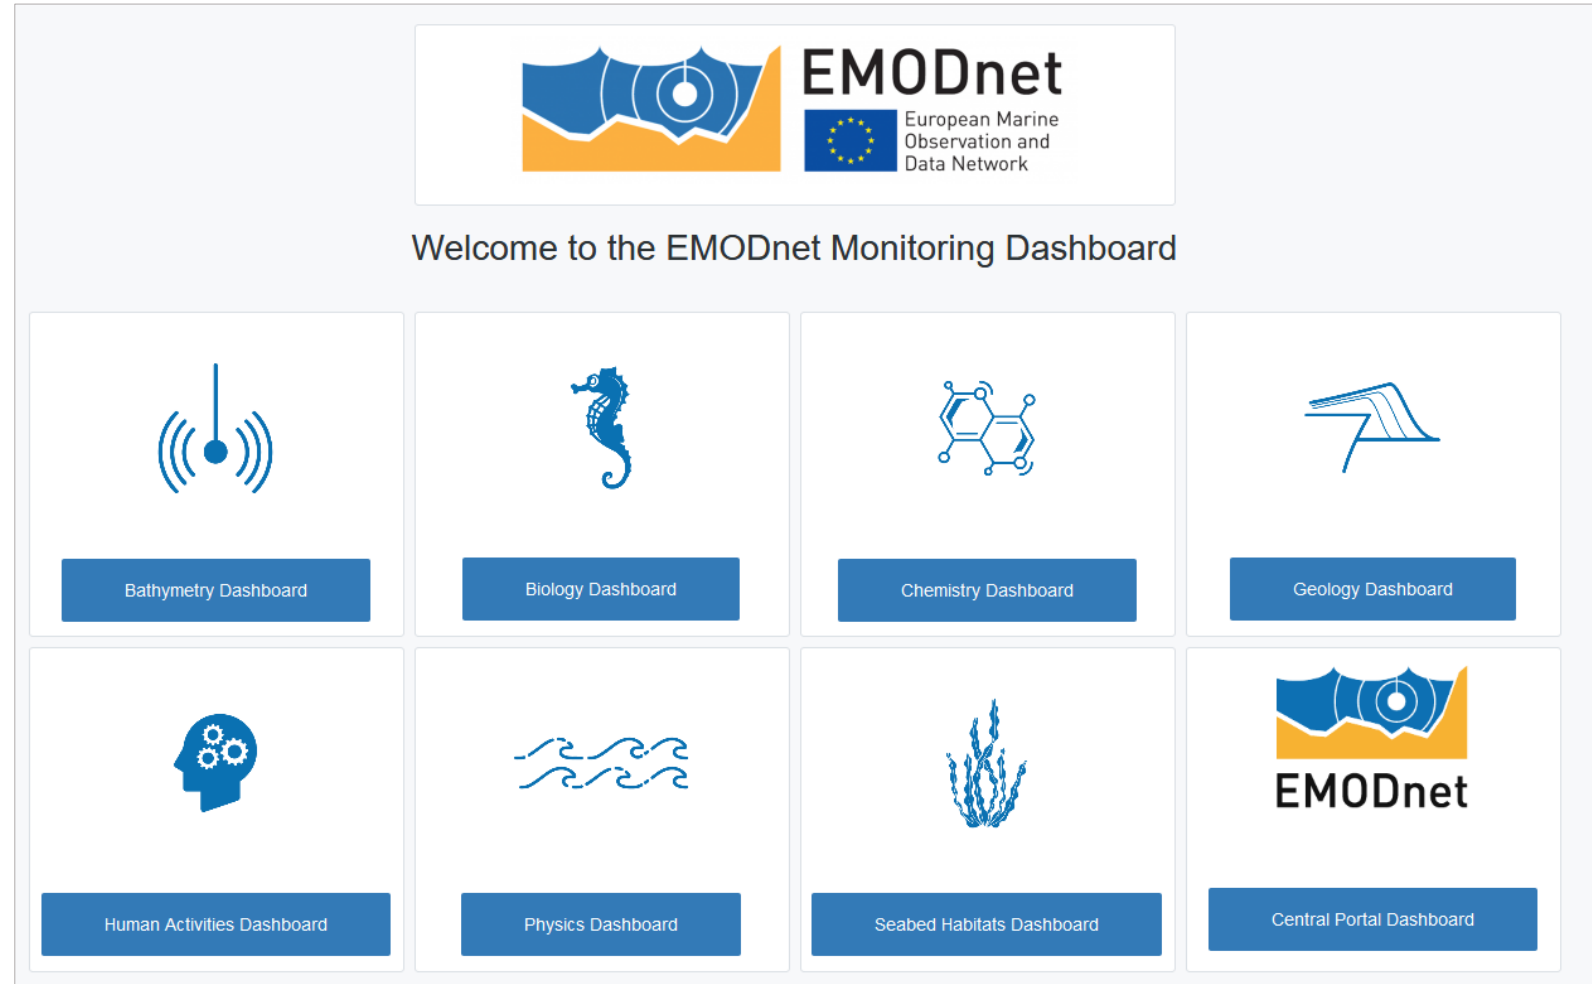 EMODnet
European Marine
Observation and
Data Network
Welcome to the EMODnet Monitoring Dashboard
Bathymetry Dashboard
Biology Dashboard
Chemistry Dashboard
Geology Dashboard
EMODnet
Human Activities Dashboard
Physics Dashboard
Seabed Habitats Dashboard
Central Portal Dashboard